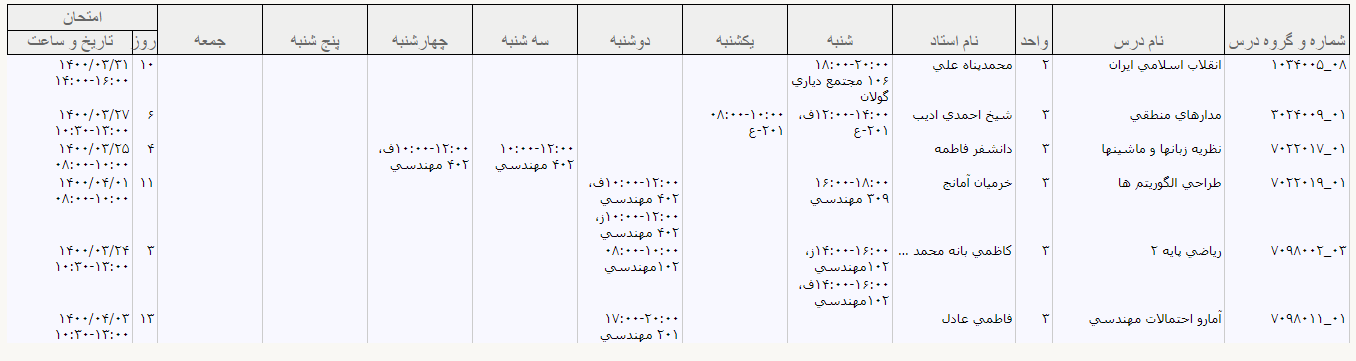 شماره و گروه درس	نام درس	واحد	نام استاد	شنبه	یکشنبه	دوشنبه	سه شنبه	چهارشنبه	پنج شنبه	جمعه	امتحان
روز	تاریخ و ساعت
۱۰۳۴۰۰۵_۰۸	انقلاب اسلامي ايران	۲	محمدپناه علي	۱۸:۰۰-۲۰:۰۰	۱۰	۱۴۰۰/۰۳/۳۱
۱۰۶ مجتمع دياري	۱۴:۰۰-۱۶:۰۰
گولان
۳۰۲۴۰۰۹_۰۱	مدارهاي منطقي	۳	شيخ احمدي اديب	۱۲:۰۰-۱۴:۰۰ف،	۰۸:۰۰-۱۰:۰۰	۶	۱۴۰۰/۰۳/۲۷
۲۰۱-ع	۲۰۱-ع	۱۰:۳۰-۱۳:۰۰
۷۰۲۲۰۱۷_۰۱	نظريه زبانها و ماشينها	۳	دانشفر فاطمه	۱۰:۰۰-۱۲:۰۰	۱۰:۰۰-۱۲:۰۰ف،	۴	۱۴۰۰/۰۳/۲۵
۴۰۲ مهندسي	۴۰۲ مهندسي	۰۸:۰۰-۱۰:۰۰
۷۰۲۲۰۱۹_۰۱	طراحي الگوريتم ها	۳	خرميان آمانج	۱۶:۰۰-۱۸:۰۰	۱۰:۰۰-۱۲:۰۰ف،	۱۱	۱۴۰۰/۰۴/۰۱
۳۰۹ مهندسي	۴۰۲ مهندسي	۰۸:۰۰-۱۰:۰۰
۱۰:۰۰-۱۲:۰۰ز،
۴۰۲ مهندسي
۷۰۹۸۰۰۲_۰۳	رياضي پايه ۲	۳	كاظمي بانه محمد ...	۱۴:۰۰-۱۶:۰۰ز،	۰۸:۰۰-۱۰:۰۰	۳	۱۴۰۰/۰۳/۲۴
۱۰۲مهندسي	۱۰۲مهندسي	۱۰:۳۰-۱۳:۰۰
۱۴:۰۰-۱۶:۰۰ف،
۱۰۲مهندسي
۷۰۹۸۰۱۱_۰۱	آمارو احتمالات مهندسي	۳	فاطمي عادل	۱۷:۰۰-۲۰:۰۰	۱۳	۱۴۰۰/۰۴/۰۳
۲۰۱ مهندسي	۱۰:۳۰-۱۳:۰۰